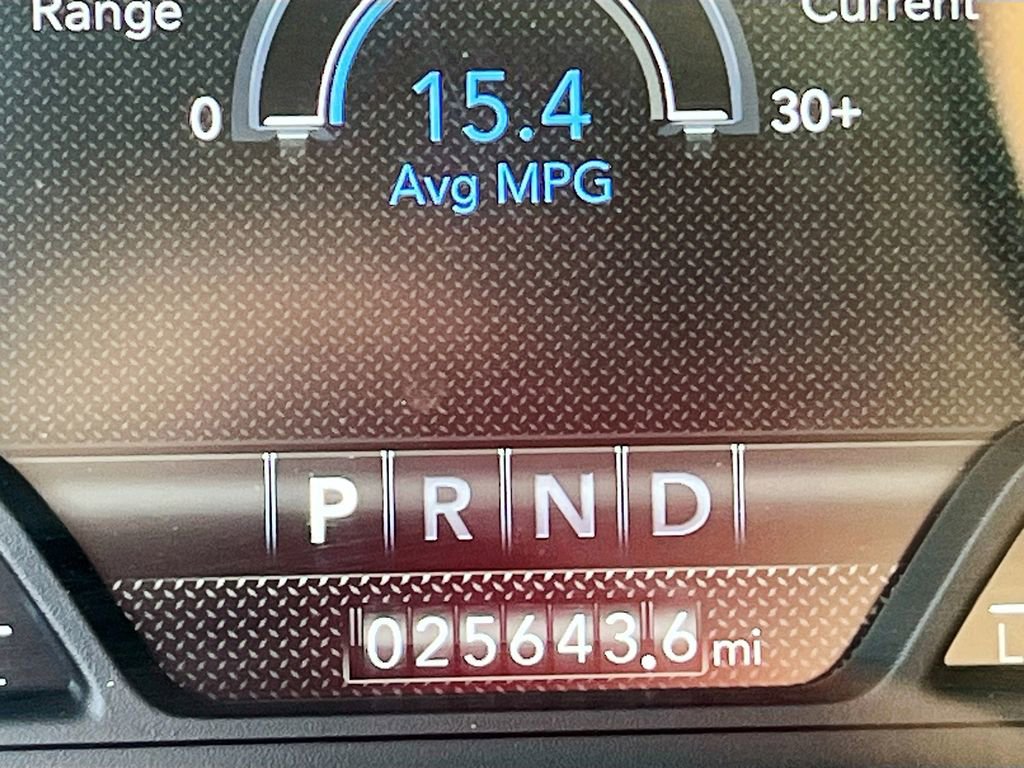 Range Current
0 15.4 30+
Avg MPG
P R N D
025643.6 mi
L